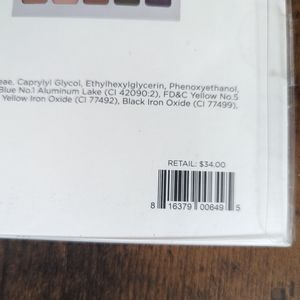 eae, Caprylyl Glycol, Ethylhexylglycerin, Phenoxyethanol,
Blue No.1 Aluminum Lake (CI 42090:2), FD&C Yellow No.5
Yellow Iron Oxide (CI 77492), Black Iron Oxide (CI 77499),
RETAIL: $34.00
8 16379 00649 5